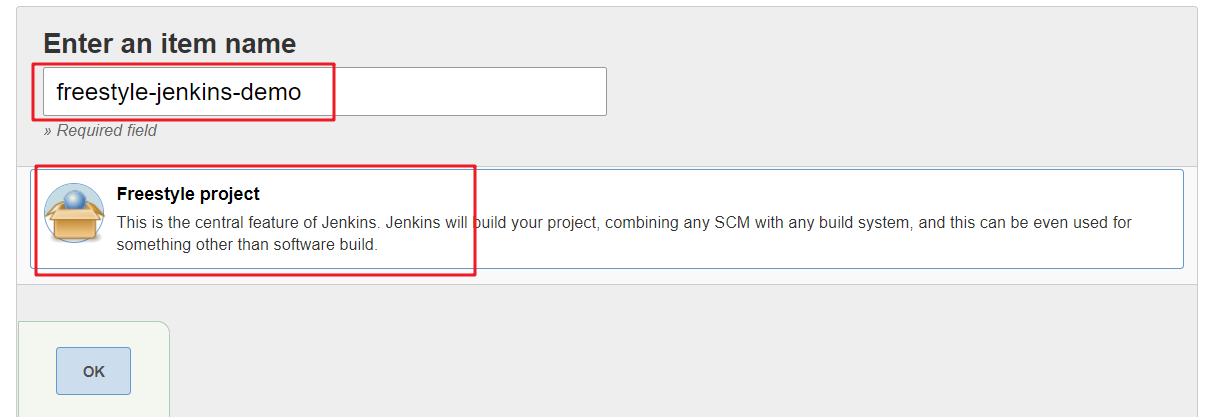 Enter an item name
freestyle-jenkins-demo
» Required field
Freestyle project
This is the central feature of Jenkins. Jenkins will build your project, combining any SCM with any build system, and this can be even used for
something other than software build.
OK